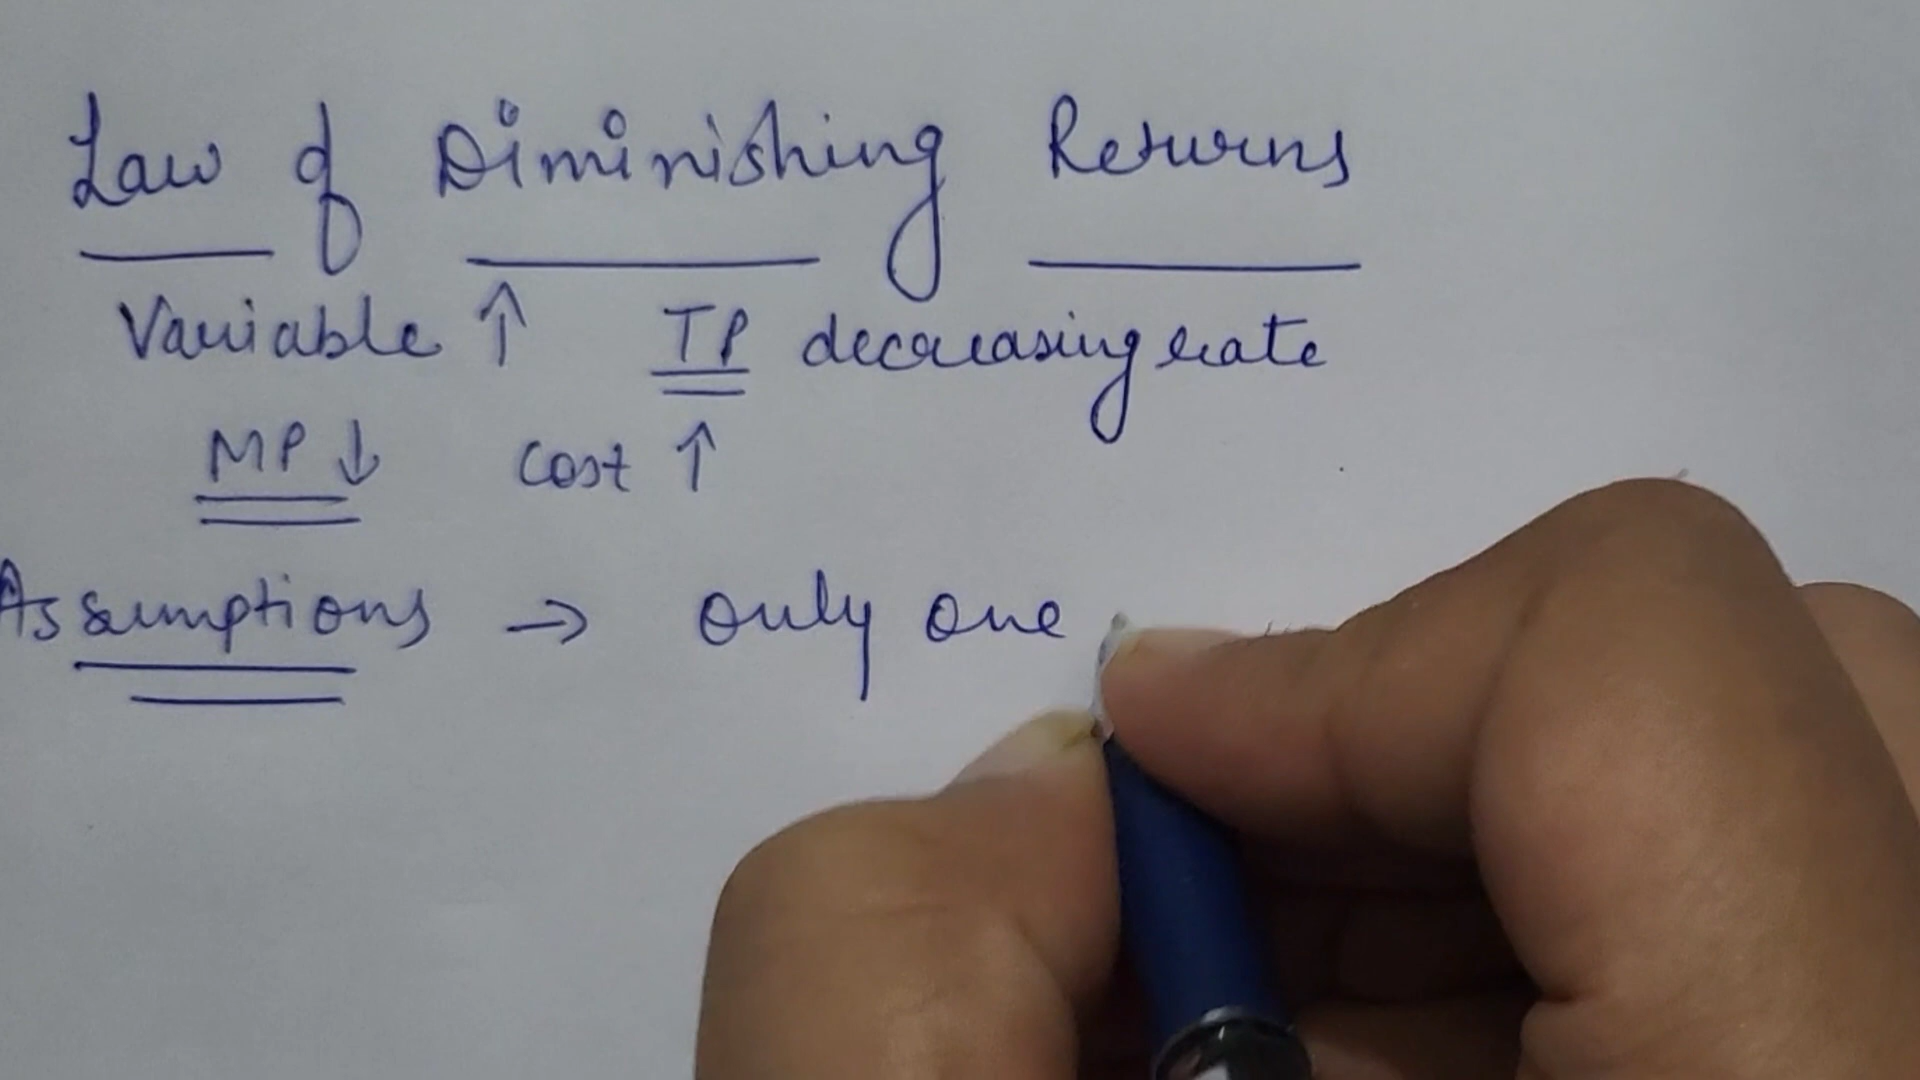 Law of Diminishing Returns
Variable ↑ TP decreasing rate
MP ↓ Cost ↑
Assumptions → only one